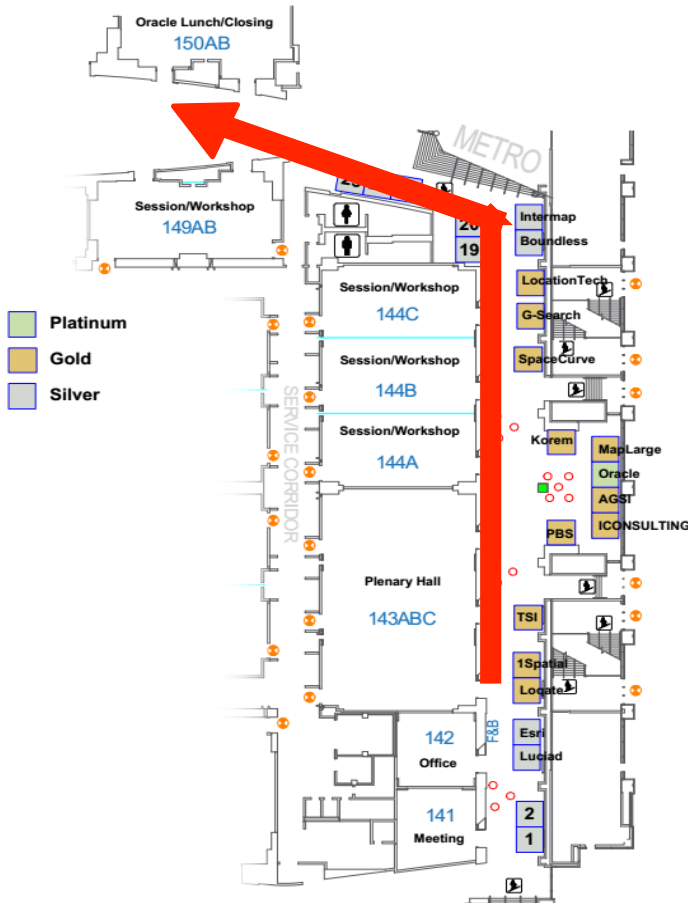 Oracle Lunch/Closing
150AB
METRO
Session/Workshop
149AB
20
19
Intermap
Boundless
LocationTech
G-Search
SpaceCurve
Session/Workshop
144C
Session/Workshop
144B
Session/Workshop
144A
Platinum
Gold
Silver
SERVICE CORRIDOR
Korem
MapLarge
Oracle
AGSI
ICONSULTING
PBS
Plenary Hall
143ABC
TSI
1Spatial
Loqate
F&B
Esri
Luciad
142
Office
141
Meeting
2
1